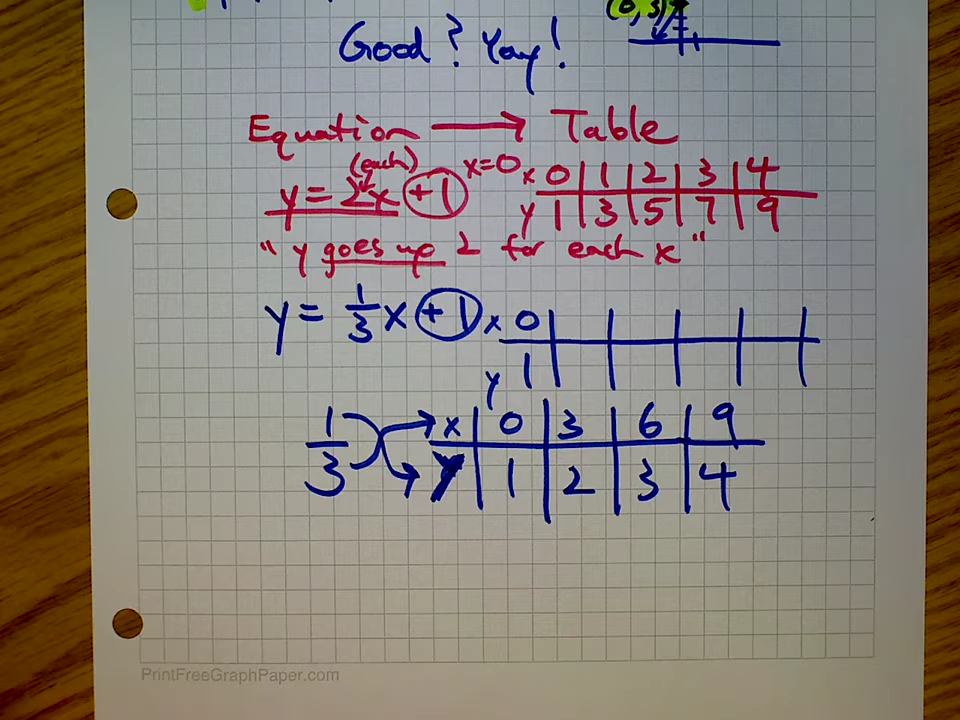 (0, 3)
Good? Yay!
Equation → Table
(each)
y = 2x + 1
x=0
x 0 1 2 3 4
y 1 3 5 7 9
" y goes up 2 for each x "
y = 1/3 x + 1
x 0
y 1
1/3
x 0 3 6 9
y 1 2 3 4
PrintFreeGraphPaper.com